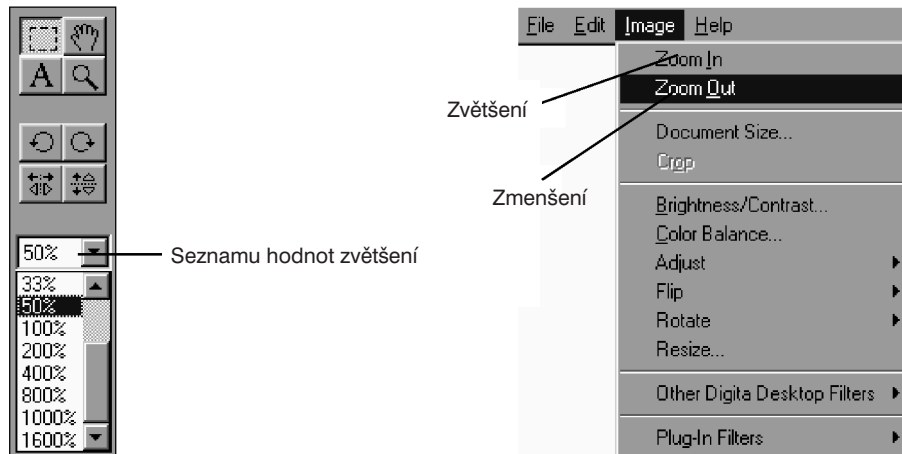 A
50%
33%
50%
100%
200%
400%
800%
1000%
1600%
Seznamu hodnot zvětšení
File Edit Image Help
Zoom In
Zoom Out
Document Size...
Crop
Brightness/Contrast...
Color Balance...
Adjust
Flip
Rotate
Resize...
Other Digita Desktop Filters
Plug-In Filters
Zvětšení
Zmenšení